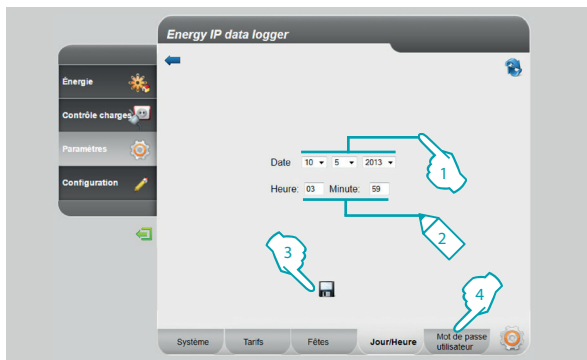 Energy IP data logger
Énergie
Contrôle charges
Paramètres
Configuration
Date 10 5 2013
1
Heure: 03 Minute: 59
2
3
4
Système
Tarifs
Fêtes
Jour/Heure
Mot de passe
utilisateur